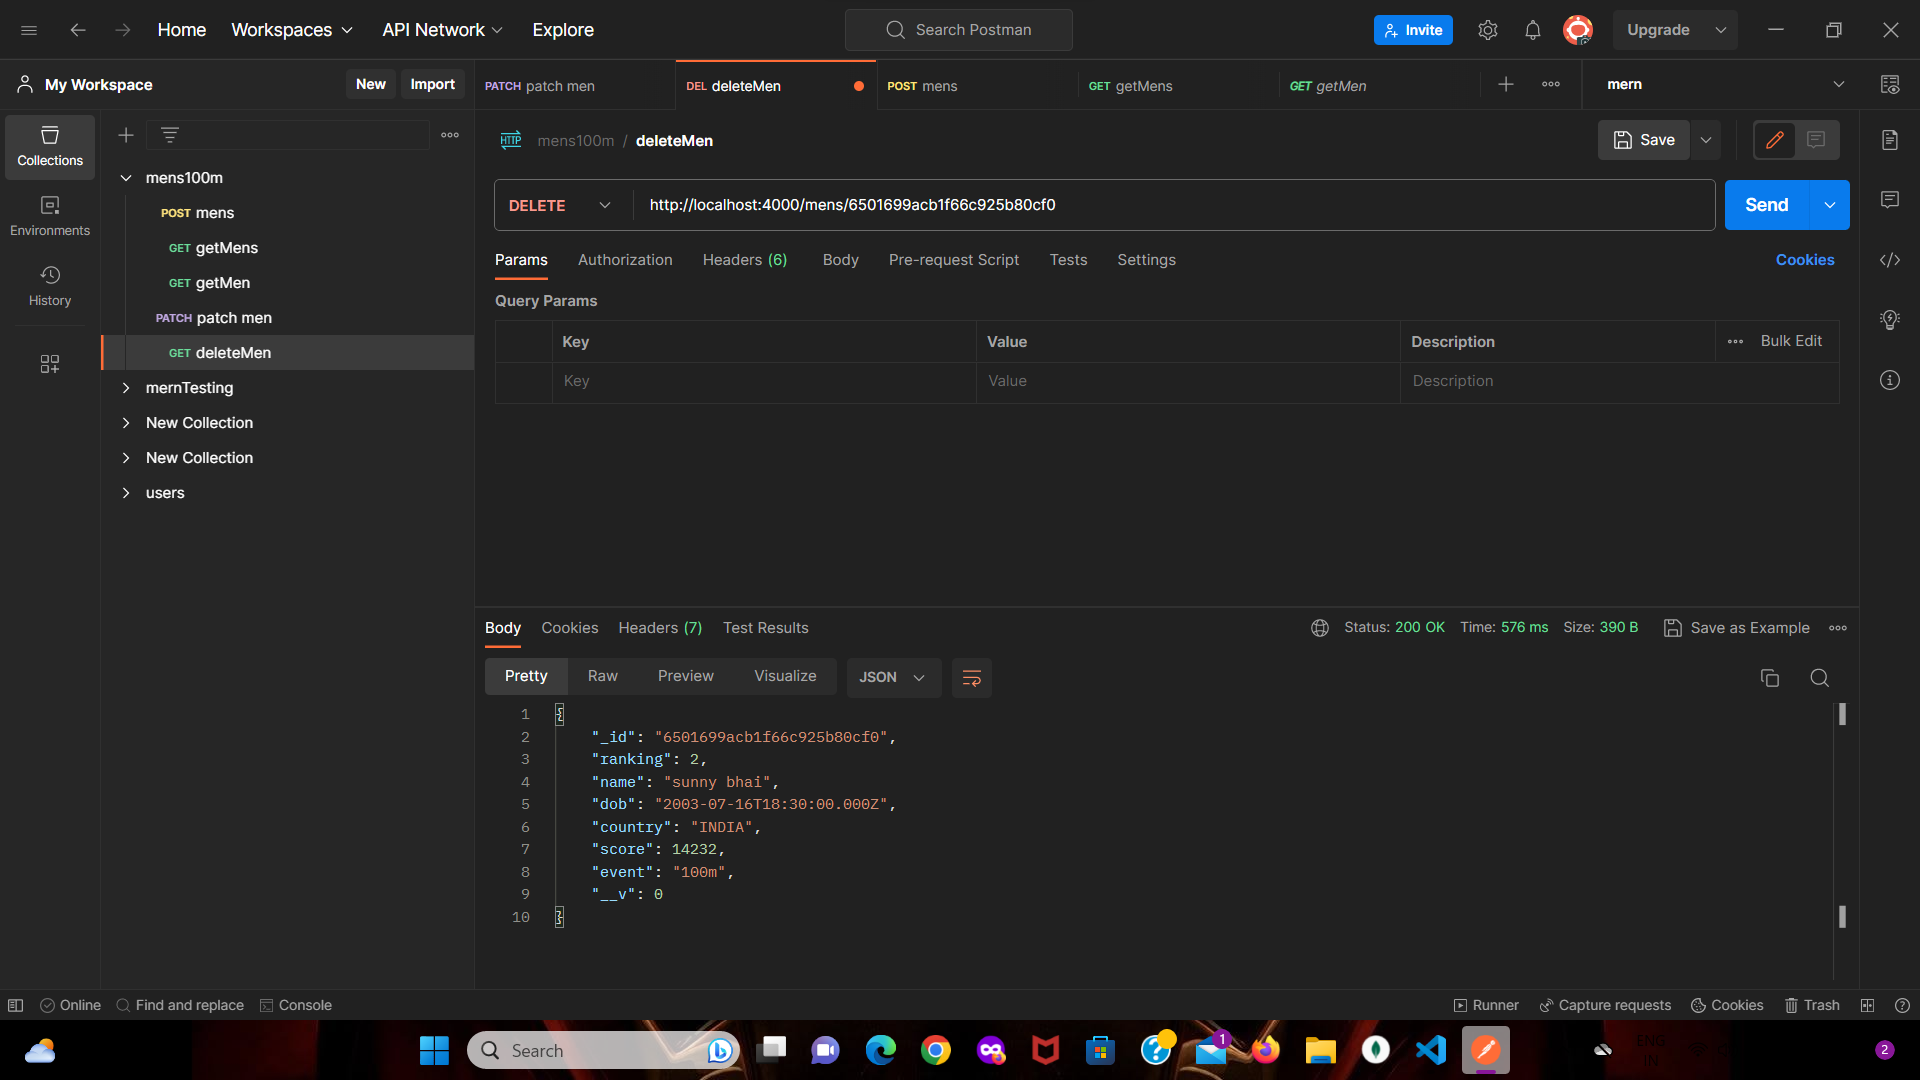 Home Workspaces API Network Explore Search Postman Invite Upgrade
My Workspace New Import PATCH patch men DEL deleteMen POST mens GET getMens GET getMen mern
mens100m / deleteMen Save
Collections
Environments
History
mens100m
POST mens
GET getMens
GET getMen
PATCH patch men
GET deleteMen
mernTesting
New Collection
New Collection
users
HTTP
DELETE http://localhost:4000/mens/6501699acb1f66c925b80cf0 Send
Params Authorization Headers (6) Body Pre-request Script Tests Settings Cookies
Query Params
Key Value Description Bulk Edit
Key Value Description
Body Cookies Headers (7) Test Results Status: 200 OK Time: 576 ms Size: 390 B Save as Example
Pretty Raw Preview Visualize JSON
1 {
2 "_id": "6501699acb1f66c925b80cf0",
3 "ranking": 2,
4 "name": "sunny bhai",
5 "dob": "2003-07-16T18:30:00.000Z",
6 "country": "INDIA",
7 "score": 14232,
8 "event": "100m",
9 "__v": 0
10 }
Online Find and replace Console Runner Capture requests Cookies Trash
Search 1 ENG 2
IN